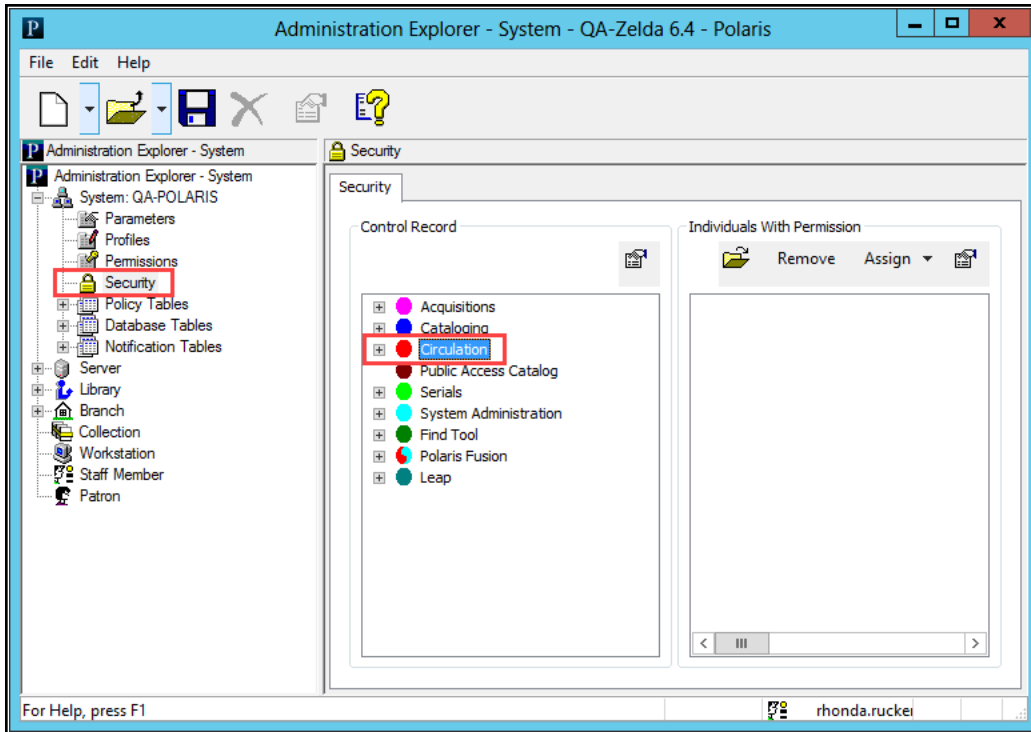 Administration Explorer - System - QA-Zelda 6.4 - Polaris
File Edit Help
Administration Explorer - System
Security
Administration Explorer - System
System: QA-POLARIS
Parameters
Profiles
Permissions
Security
Policy Tables
Database Tables
Notification Tables
Server
Library
Branch
Collection
Workstation
Staff Member
Patron
Security
Control Record
Individuals With Permission
Remove Assign
Acquisitions
Cataloging
Circulation
Public Access Catalog
Serials
System Administration
Find Tool
Polaris Fusion
Leap
For Help, press F1
rhonda.rucker